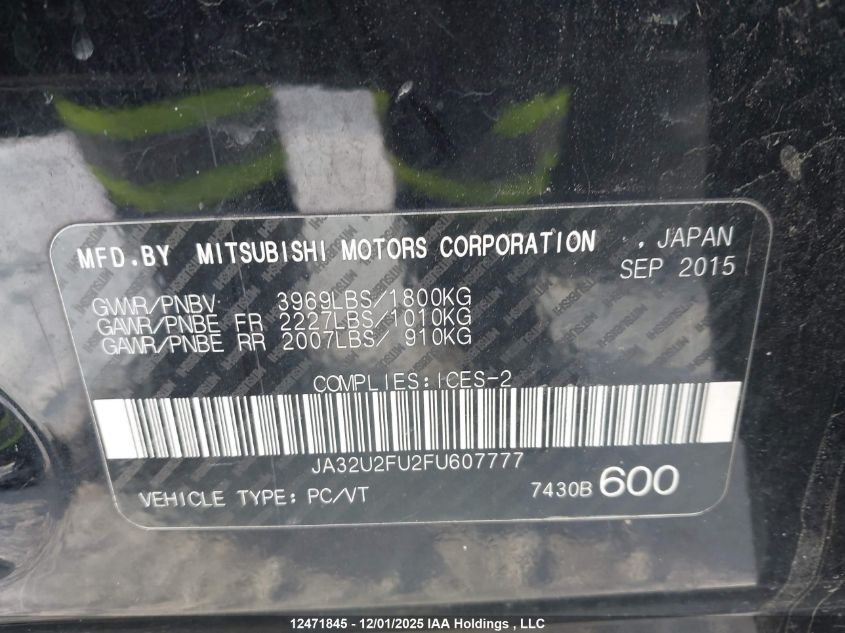 MFD.BY MITSUBISHI MOTORS CORPORATION , JAPAN
SEP 2015
GVWR/PNBV 3969LBS/1800KG
GAWR/PNBE FR 2227LBS/1010KG
GAWR/PNBE RR 2007LBS/ 910KG
COMPLIES:ICES-2
JA32U2FU2FU607777
VEHICLE TYPE: PC/VT 7430B 600
12471845 - 12/01/2025 IAA Holdings , LLC